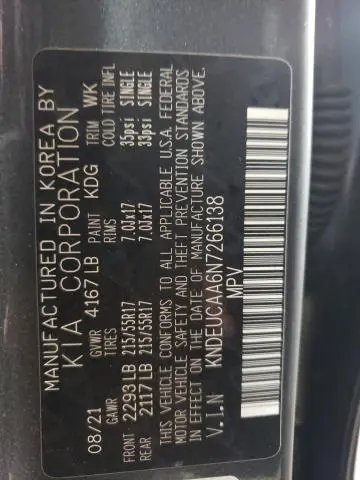 MANUFACTURED IN KOREA BY
KIA CORPORATION
08/21 GVWR 4167 LB PAINT KDG TRIM WK
GAWR TIRES RIMS COLD TIRE INFL
FRONT 2293 LB 215/55R17 7.0Jx17 35psi SINGLE
REAR 2117 LB 215/55R17 7.0Jx17 33psi SINGLE
THIS VEHICLE CONFORMS TO ALL APPLICABLE U.S.A. FEDERAL
MOTOR VEHICLE SAFETY AND THEFT PREVENTION STANDARDS
IN EFFECT ON THE DATE OF MANUFACTURE SHOWN ABOVE.
V.I.N KNDEUCAA6N7266138
MPV